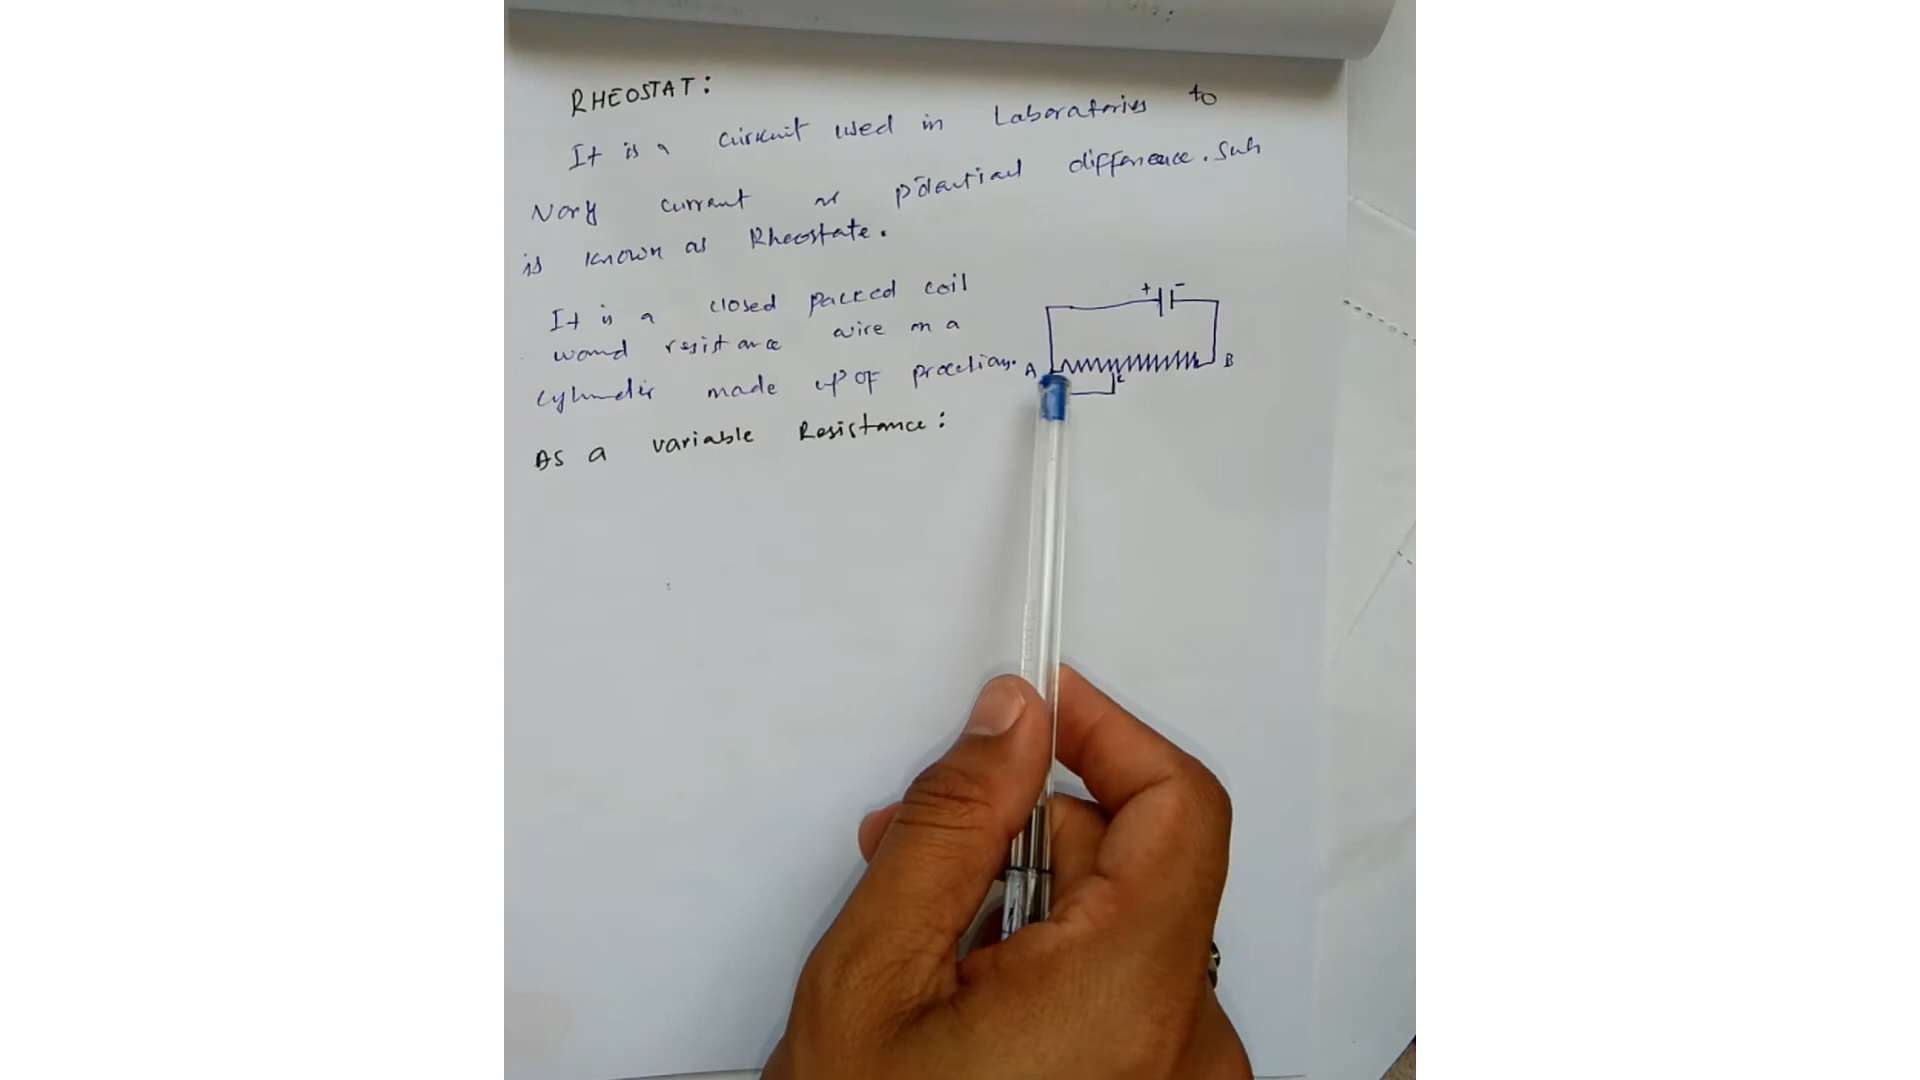 RHEOSTAT:
It is a circuit used in Laboratories to
Vary current or potential difference. Such
is known as Rheostate.
It is a closed packed coil
wound resistance wire on a
cylinder made up of procelian.
As a variable Resistance:
+ -
A B
c